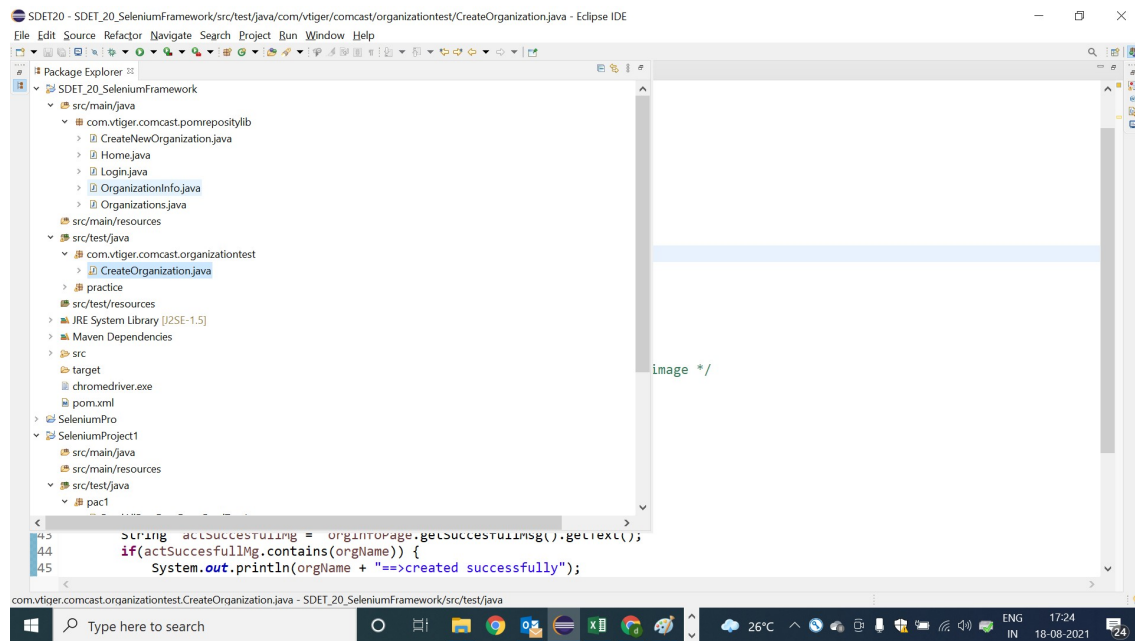 SDET20 - SDET_20_SeleniumFramework/src/test/java/com/vtiger/comcast/organizationtest/CreateOrganization.java - Eclipse IDE
File Edit Source Refactor Navigate Search Project Run Window Help
Package Explorer
SDET_20_SeleniumFramework
src/main/java
com.vtiger.comcast.pomrepositylib
CreateNewOrganization.java
Home.java
Login.java
OrganizationInfo.java
Organizations.java
src/main/resources
src/test/java
com.vtiger.comcast.organizationtest
CreateOrganization.java
practice
src/test/resources
JRE System Library [J2SE-1.5]
Maven Dependencies
src
image */
target
chromedriver.exe
pom.xml
SeleniumPro
SeleniumProject1
src/main/java
src/main/resources
src/test/java
pac1
43 String actSuccesfullMg = orgInfoPage.getSuccesfullMsg().getText();
44 if(actSuccesfullMg.contains(orgName)) {
45 System.out.println(orgName + "==>created successfully");
com.vtiger.comcast.organizationtest.CreateOrganization.java - SDET_20_SeleniumFramework/src/test/java
Type here to search
26°C
ENG
IN
17:24
18-08-2021
24